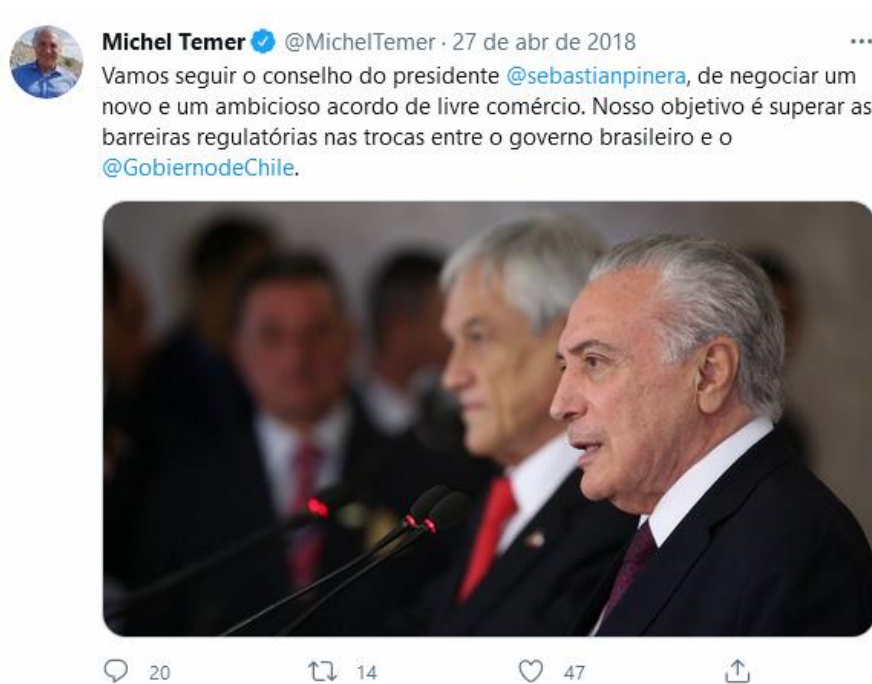 Michel Temer @MichelTemer · 27 de abr de 2018 ...
Vamos seguir o conselho do presidente @sebastianpinera, de negociar um
novo e um ambicioso acordo de livre comércio. Nosso objetivo é superar as
barreiras regulatórias nas trocas entre o governo brasileiro e o
@GobiernodeChile.
20 14 47